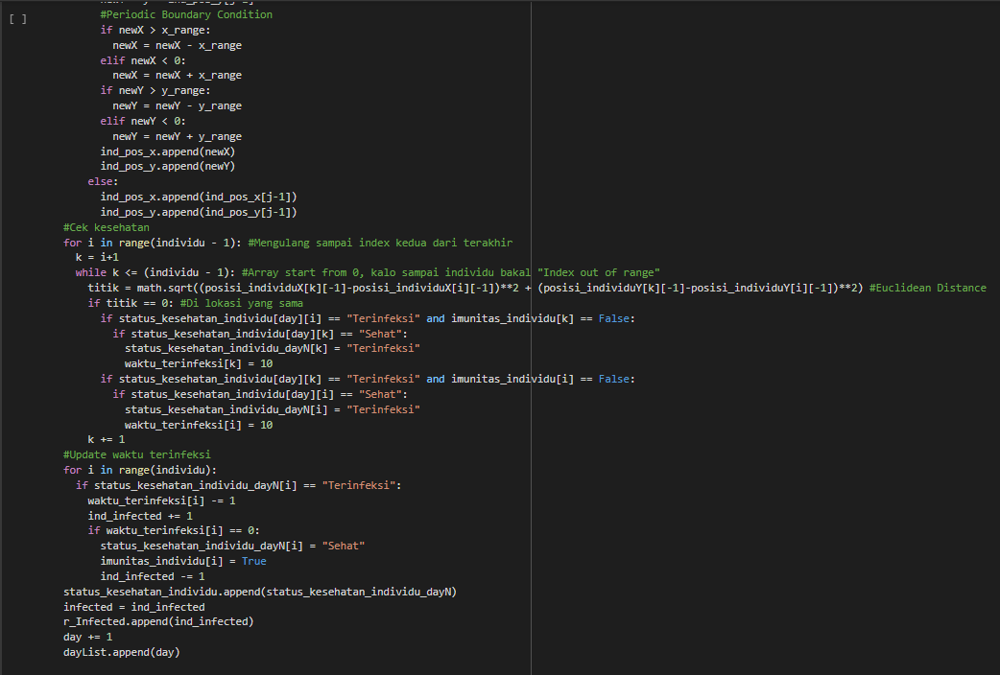 [ ]
#Periodic Boundary Condition
if newX > x_range:
newX = newX - x_range
elif newX < 0:
newX = newX + x_range
if newY > y_range:
newY = newY - y_range
elif newY < 0:
newY = newY + y_range
ind_pos_x.append(newX)
ind_pos_y.append(newY)
else:
ind_pos_x.append(ind_pos_x[j-1])
ind_pos_y.append(ind_pos_y[j-1])
#Cek kesehatan
for i in range(individu - 1): #Mengulang sampai index kedua dari terakhir
k = i+1
while k <= (individu - 1): #Array start from 0, kalo sampai individu bakal "Index out of range"
titik = math.sqrt((posisi_individuX[k][-1]-posisi_individuX[i][-1])**2 + (posisi_individuY[k][-1]-posisi_individuY[i][-1])**2) #Euclidean Distance
if titik == 0: #Di lokasi yang sama
if status_kesehatan_individu[day][i] == "Terinfeksi" and imunitas_individu[k] == False:
if status_kesehatan_individu[day][k] == "Sehat":
status_kesehatan_individu_dayN[k] = "Terinfeksi"
waktu_terinfeksi[k] = 10
if status_kesehatan_individu[day][k] == "Terinfeksi" and imunitas_individu[i] == False:
if status_kesehatan_individu[day][i] == "Sehat":
status_kesehatan_individu_dayN[i] = "Terinfeksi"
waktu_terinfeksi[i] = 10
k += 1
#Update waktu terinfeksi
for i in range(individu):
if status_kesehatan_individu_dayN[i] == "Terinfeksi":
waktu_terinfeksi[i] -= 1
ind_infected += 1
if waktu_terinfeksi[i] == 0:
status_kesehatan_individu_dayN[i] = "Sehat"
imunitas_individu[i] = True
ind_infected -= 1
status_kesehatan_individu.append(status_kesehatan_individu_dayN)
infected = ind_infected
r_Infected.append(ind_infected)
day += 1
dayList.append(day)